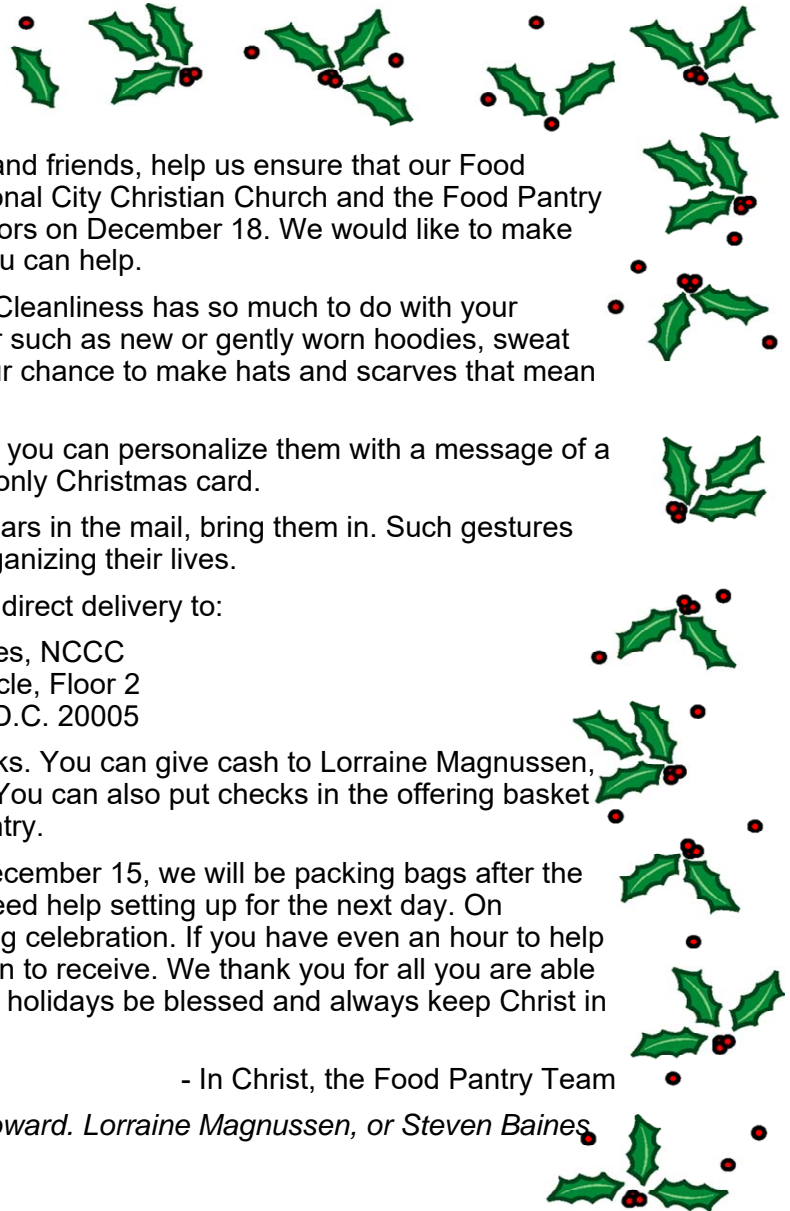 and friends, help us ensure that our Food
onal City Christian Church and the Food Pantry
ors on December 18. We would like to make
u can help.
Cleanliness has so much to do with your
r such as new or gently worn hoodies, sweat
ur chance to make hats and scarves that mean
you can personalize them with a message of a
only Christmas card.
ars in the mail, bring them in. Such gestures
ganizing their lives.
direct delivery to:
es, NCCC
cle, Floor 2
D.C. 20005
ks. You can give cash to Lorraine Magnussen,
You can also put checks in the offering basket
ntry.
ecember 15, we will be packing bags after the
eed help setting up for the next day. On
g celebration. If you have even an hour to help
n to receive. We thank you for all you are able
holidays be blessed and always keep Christ in
- In Christ, the Food Pantry Team
oward. Lorraine Magnussen, or Steven Baines